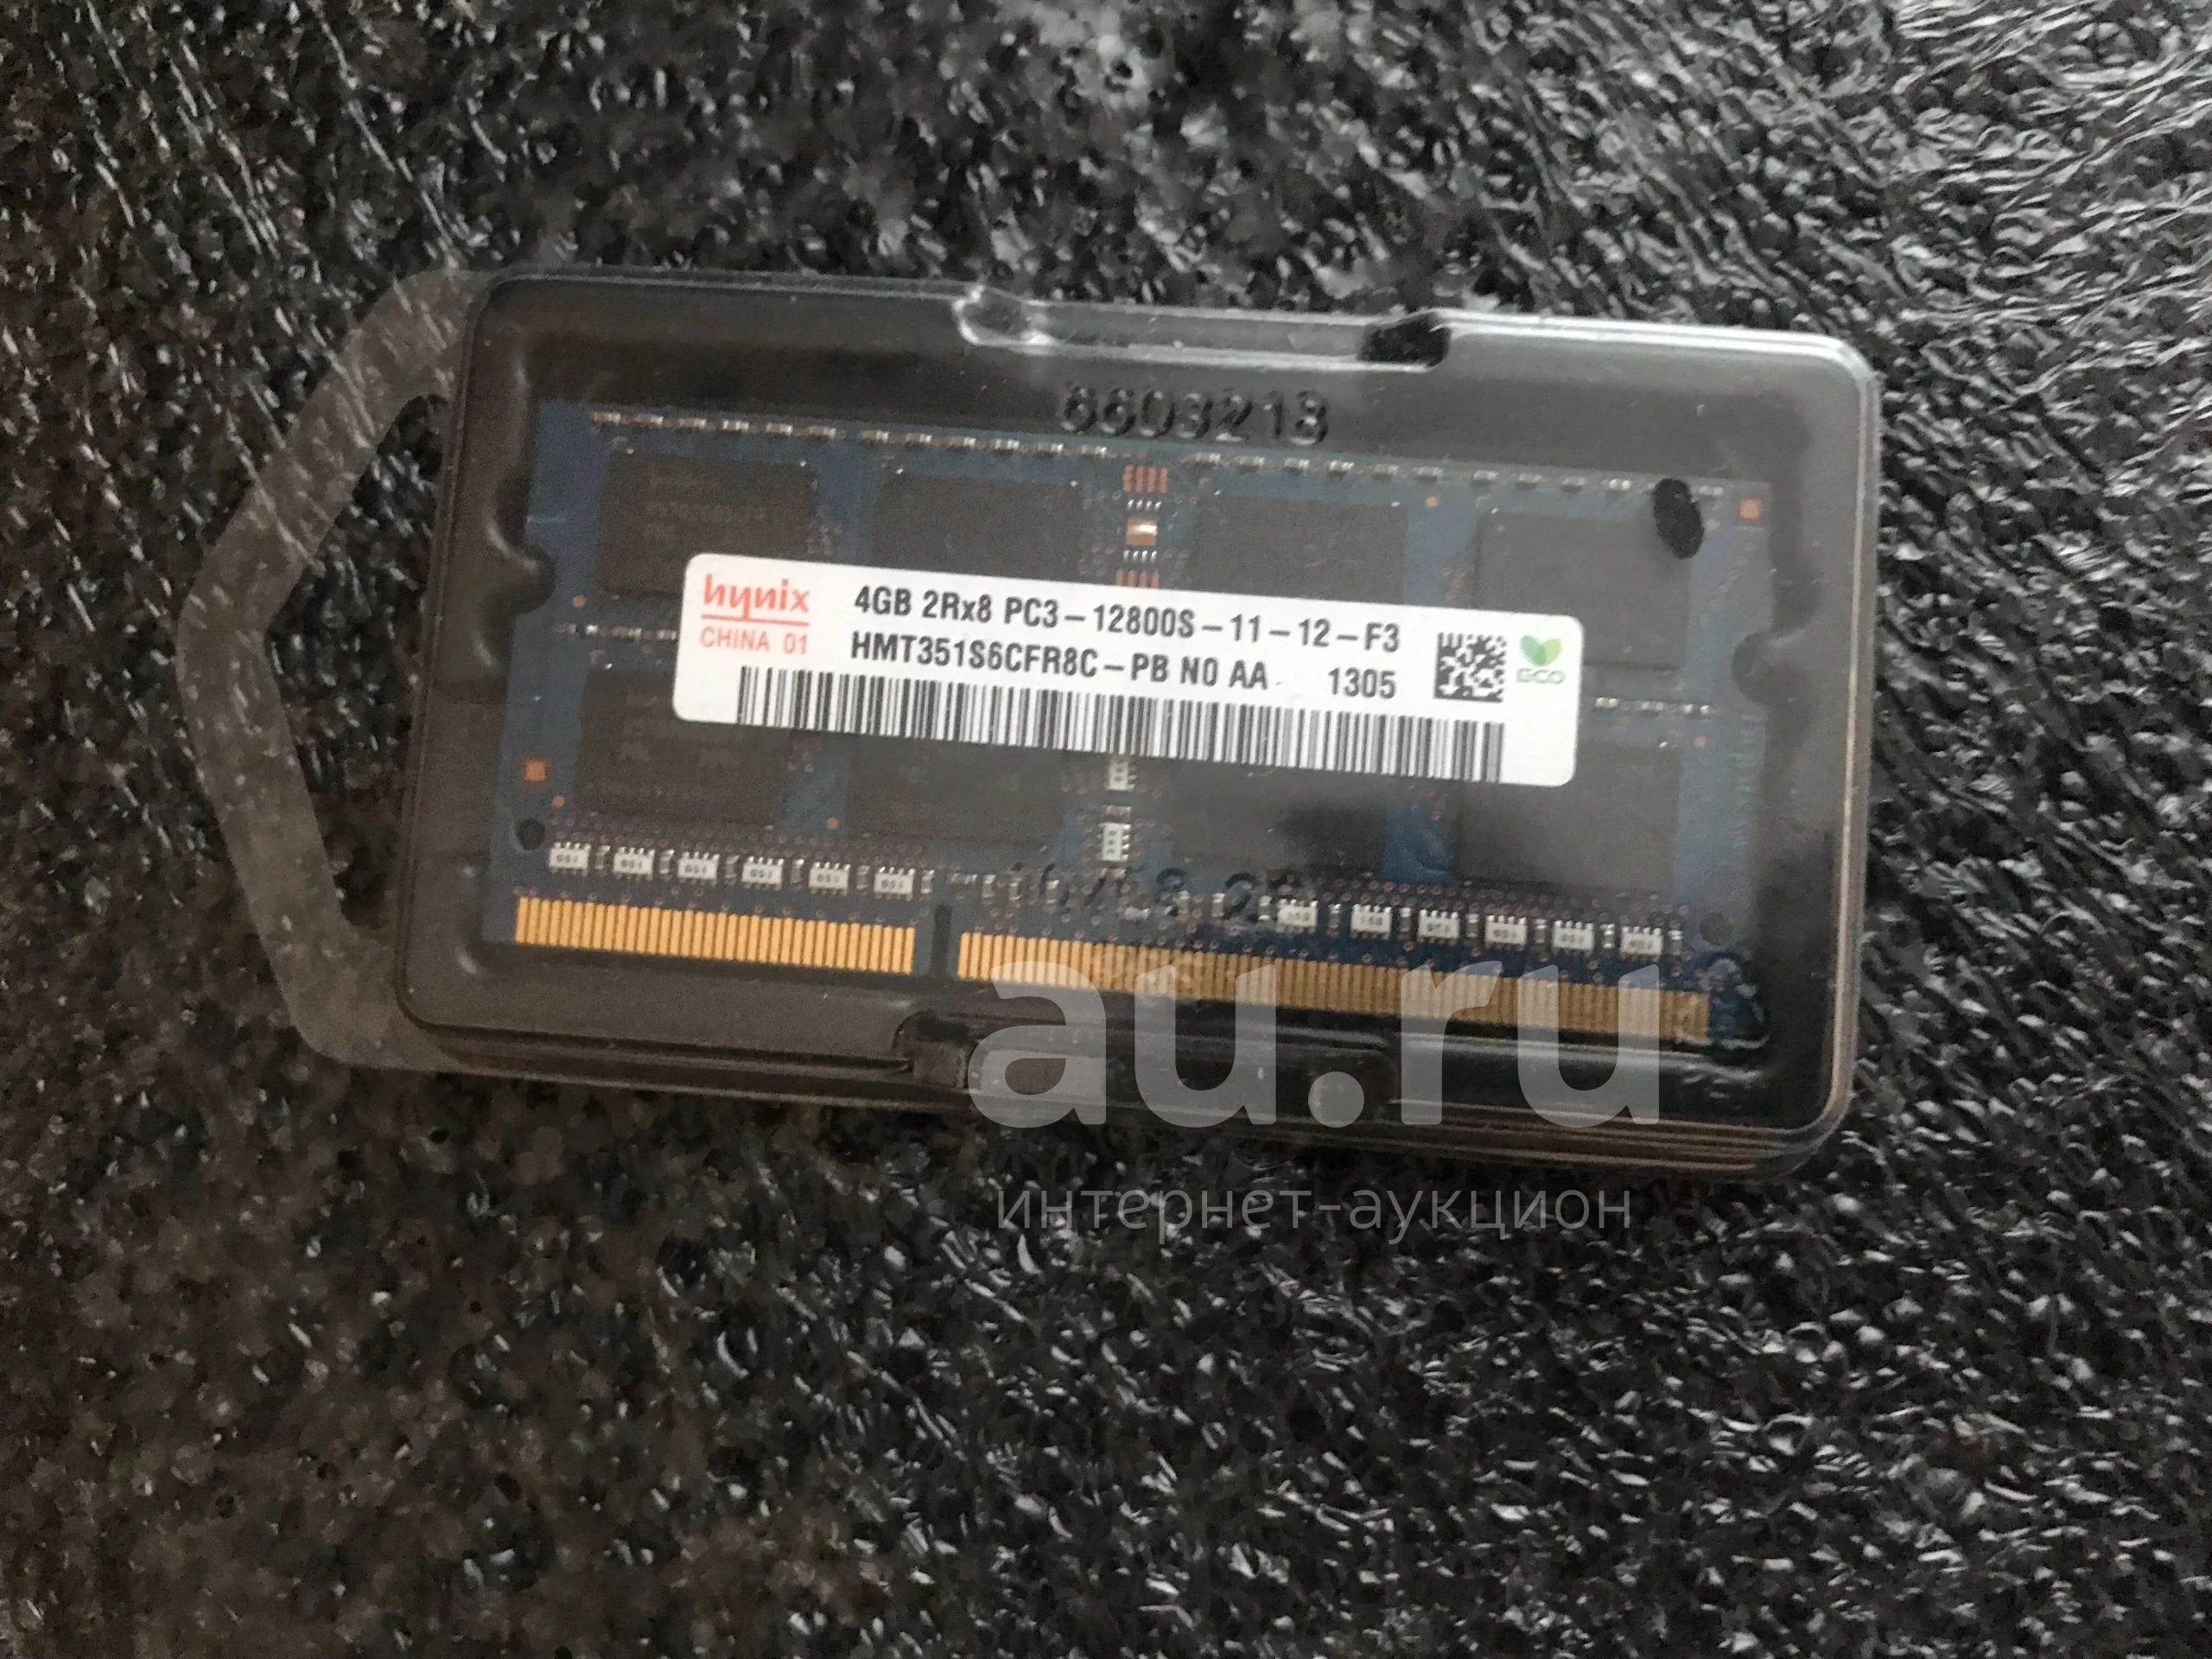 6603218
hynix
CHINA 01
4GB 2Rx8 PC3-12800S-11-12-F3
HMT351S6CFR8C-PB N0 AA 1305
ECO
au.ru
интернет-аукцион